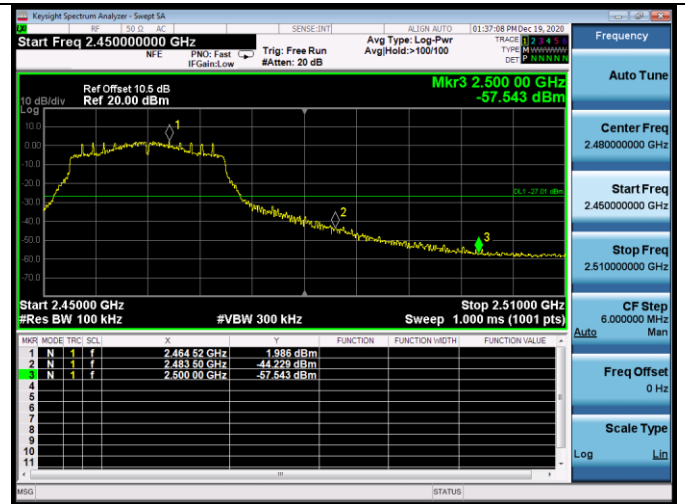 Keysight Spectrum Analyzer - Swept SA
RF 50 Ω AC SENSE:INT ALIGN AUTO 01:37:08 PM Dec 19, 2020
Start Freq 2.450000000 GHz
NFE PNO: Fast IFGain:Low
Trig: Free Run
#Atten: 20 dB
Avg Type: Log-Pwr
Avg|Hold:>100/100
TRACE 1 2 3 4 5 6
TYPE M WWWWW
DET P N N N N N
Ref Offset 10.5 dB
10 dB/div Ref 20.00 dBm
Log
Mkr3 2.500 00 GHz
-57.543 dBm
10.0
0.00
-10.0
-20.0
-30.0
-40.0
-50.0
-60.0
-70.0
1
DL1 -27.01 dBm
2
3
Start 2.45000 GHz Stop 2.51000 GHz
#Res BW 100 kHz #VBW 300 kHz Sweep 1.000 ms (1001 pts)
MKR MODE TRC SCL X Y FUNCTION FUNCTION WIDTH FUNCTION VALUE
1 N 1 f 2.464 52 GHz 1.986 dBm
2 N 1 f 2.483 50 GHz -44.229 dBm
3 N 1 f 2.500 00 GHz -57.543 dBm
4
5
6
7
8
9
10
11
MSG STATUS
Frequency
Auto Tune
Center Freq
2.480000000 GHz
Start Freq
2.450000000 GHz
Stop Freq
2.510000000 GHz
CF Step
6.000000 MHz
Auto Man
Freq Offset
0 Hz
Scale Type
Log Lin